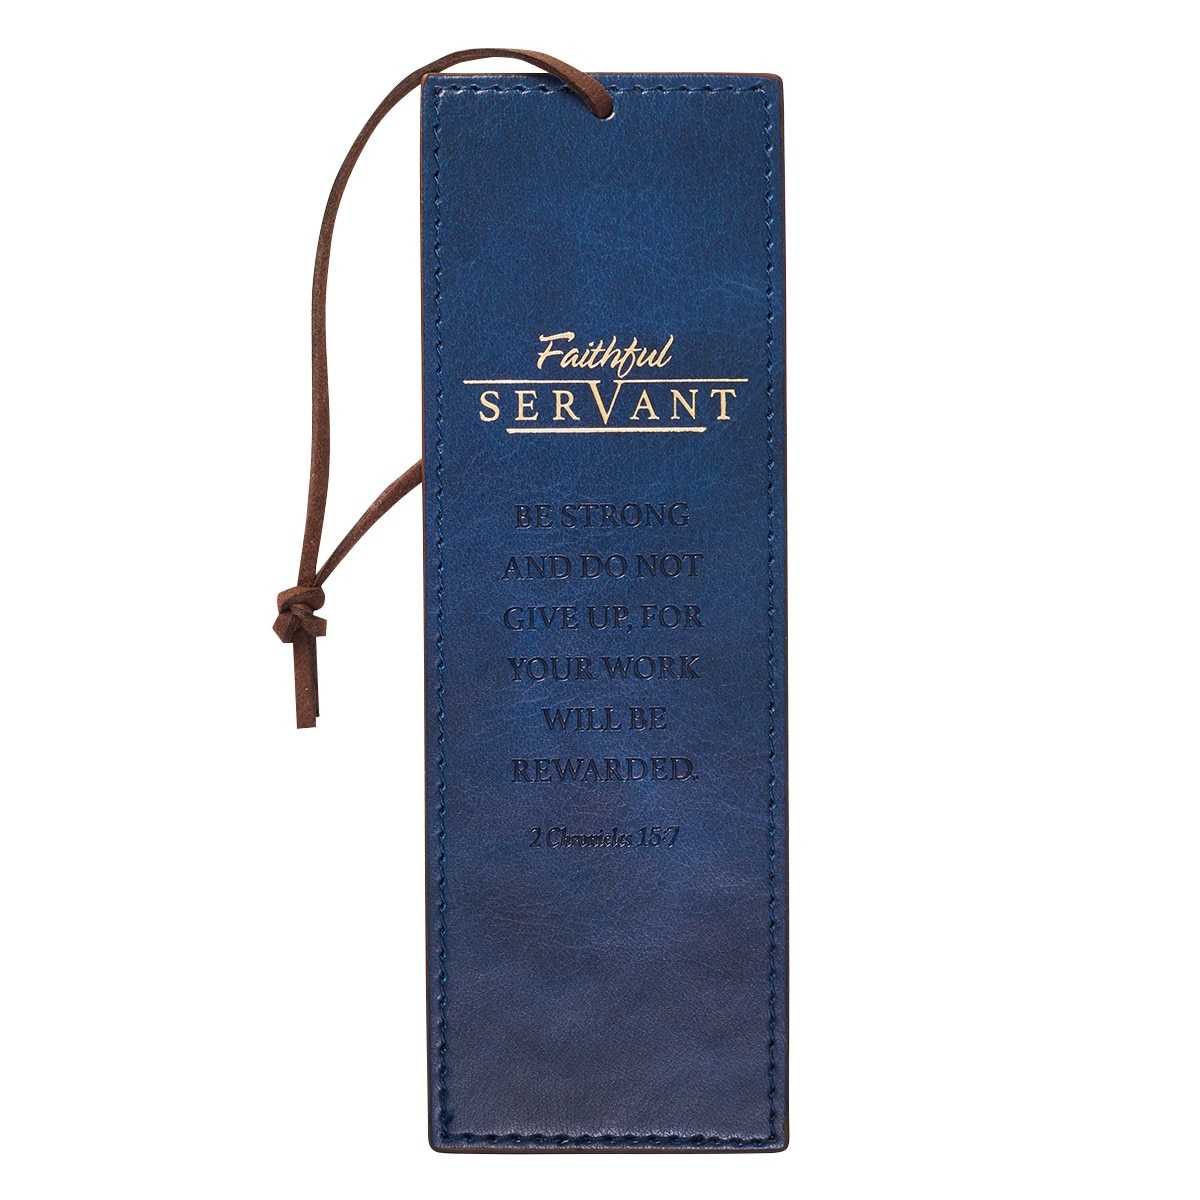 Faithful
SERVANT
BE STRONG
AND DO NOT
GIVE UP, FOR
YOUR WORK
WILL BE
REWARDED.
2 Chronicles 15:7